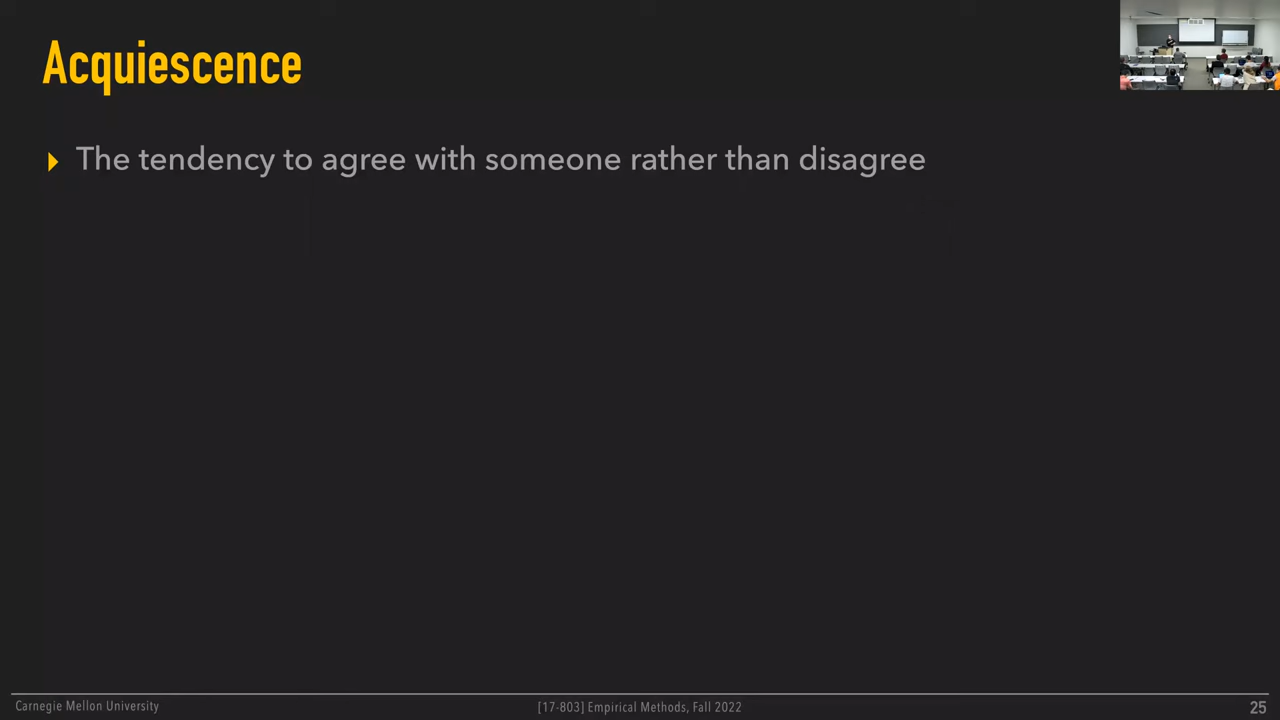 Acquiescence
The tendency to agree with someone rather than disagree
Carnegie Mellon University
[17-803] Empirical Methods, Fall 2022
25